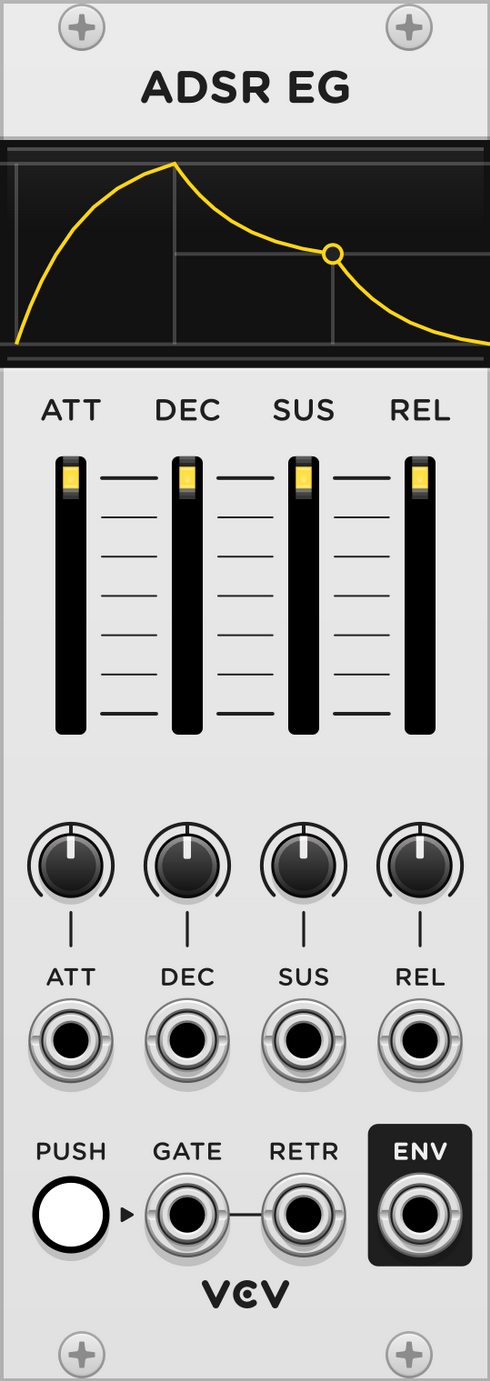 ADSR EG
ATT DEC SUS REL
ATT DEC SUS REL
PUSH GATE RETR ENV
VCV